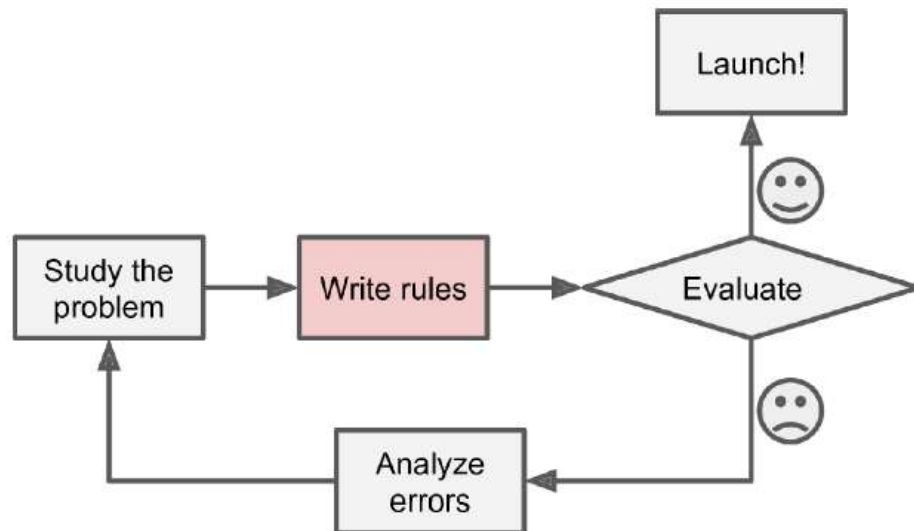 Launch!
Study the
problem
Write rules
Evaluate
Analyze
errors